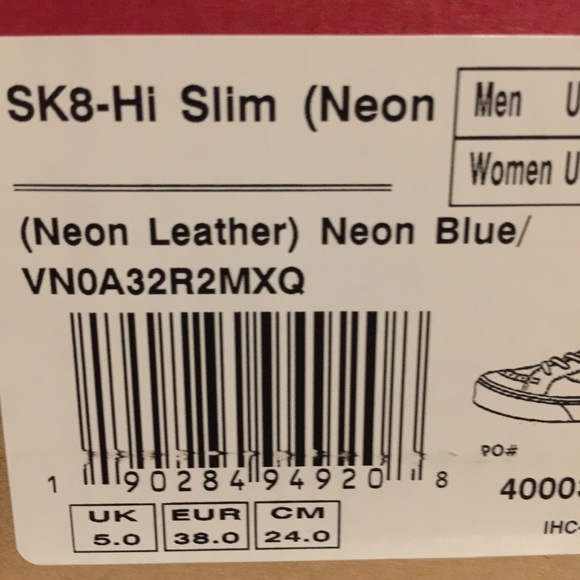 SK8-Hi Slim (Neon
Men U
Women U
(Neon Leather) Neon Blue/
VN0A32R2MXQ
1 90284 94920 8
PO#
4000
IHC-
UK EUR CM
5.0 38.0 24.0